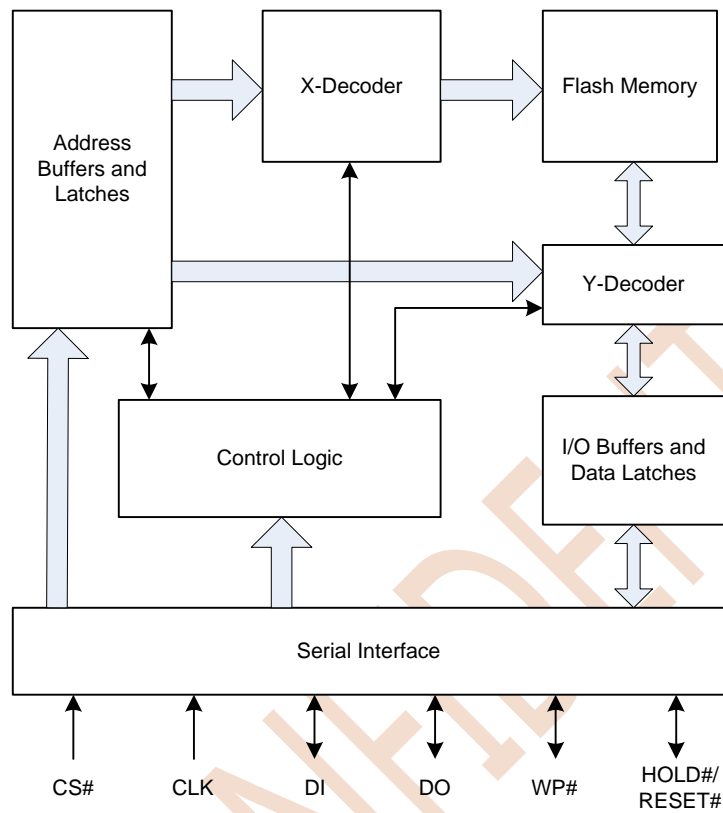 X-Decoder
Flash Memory
Address
Buffers and
Latches
Y-Decoder
Control Logic
I/O Buffers and
Data Latches
Serial Interface
CS#
CLK
DI
DO
WP#
HOLD#/
RESET#